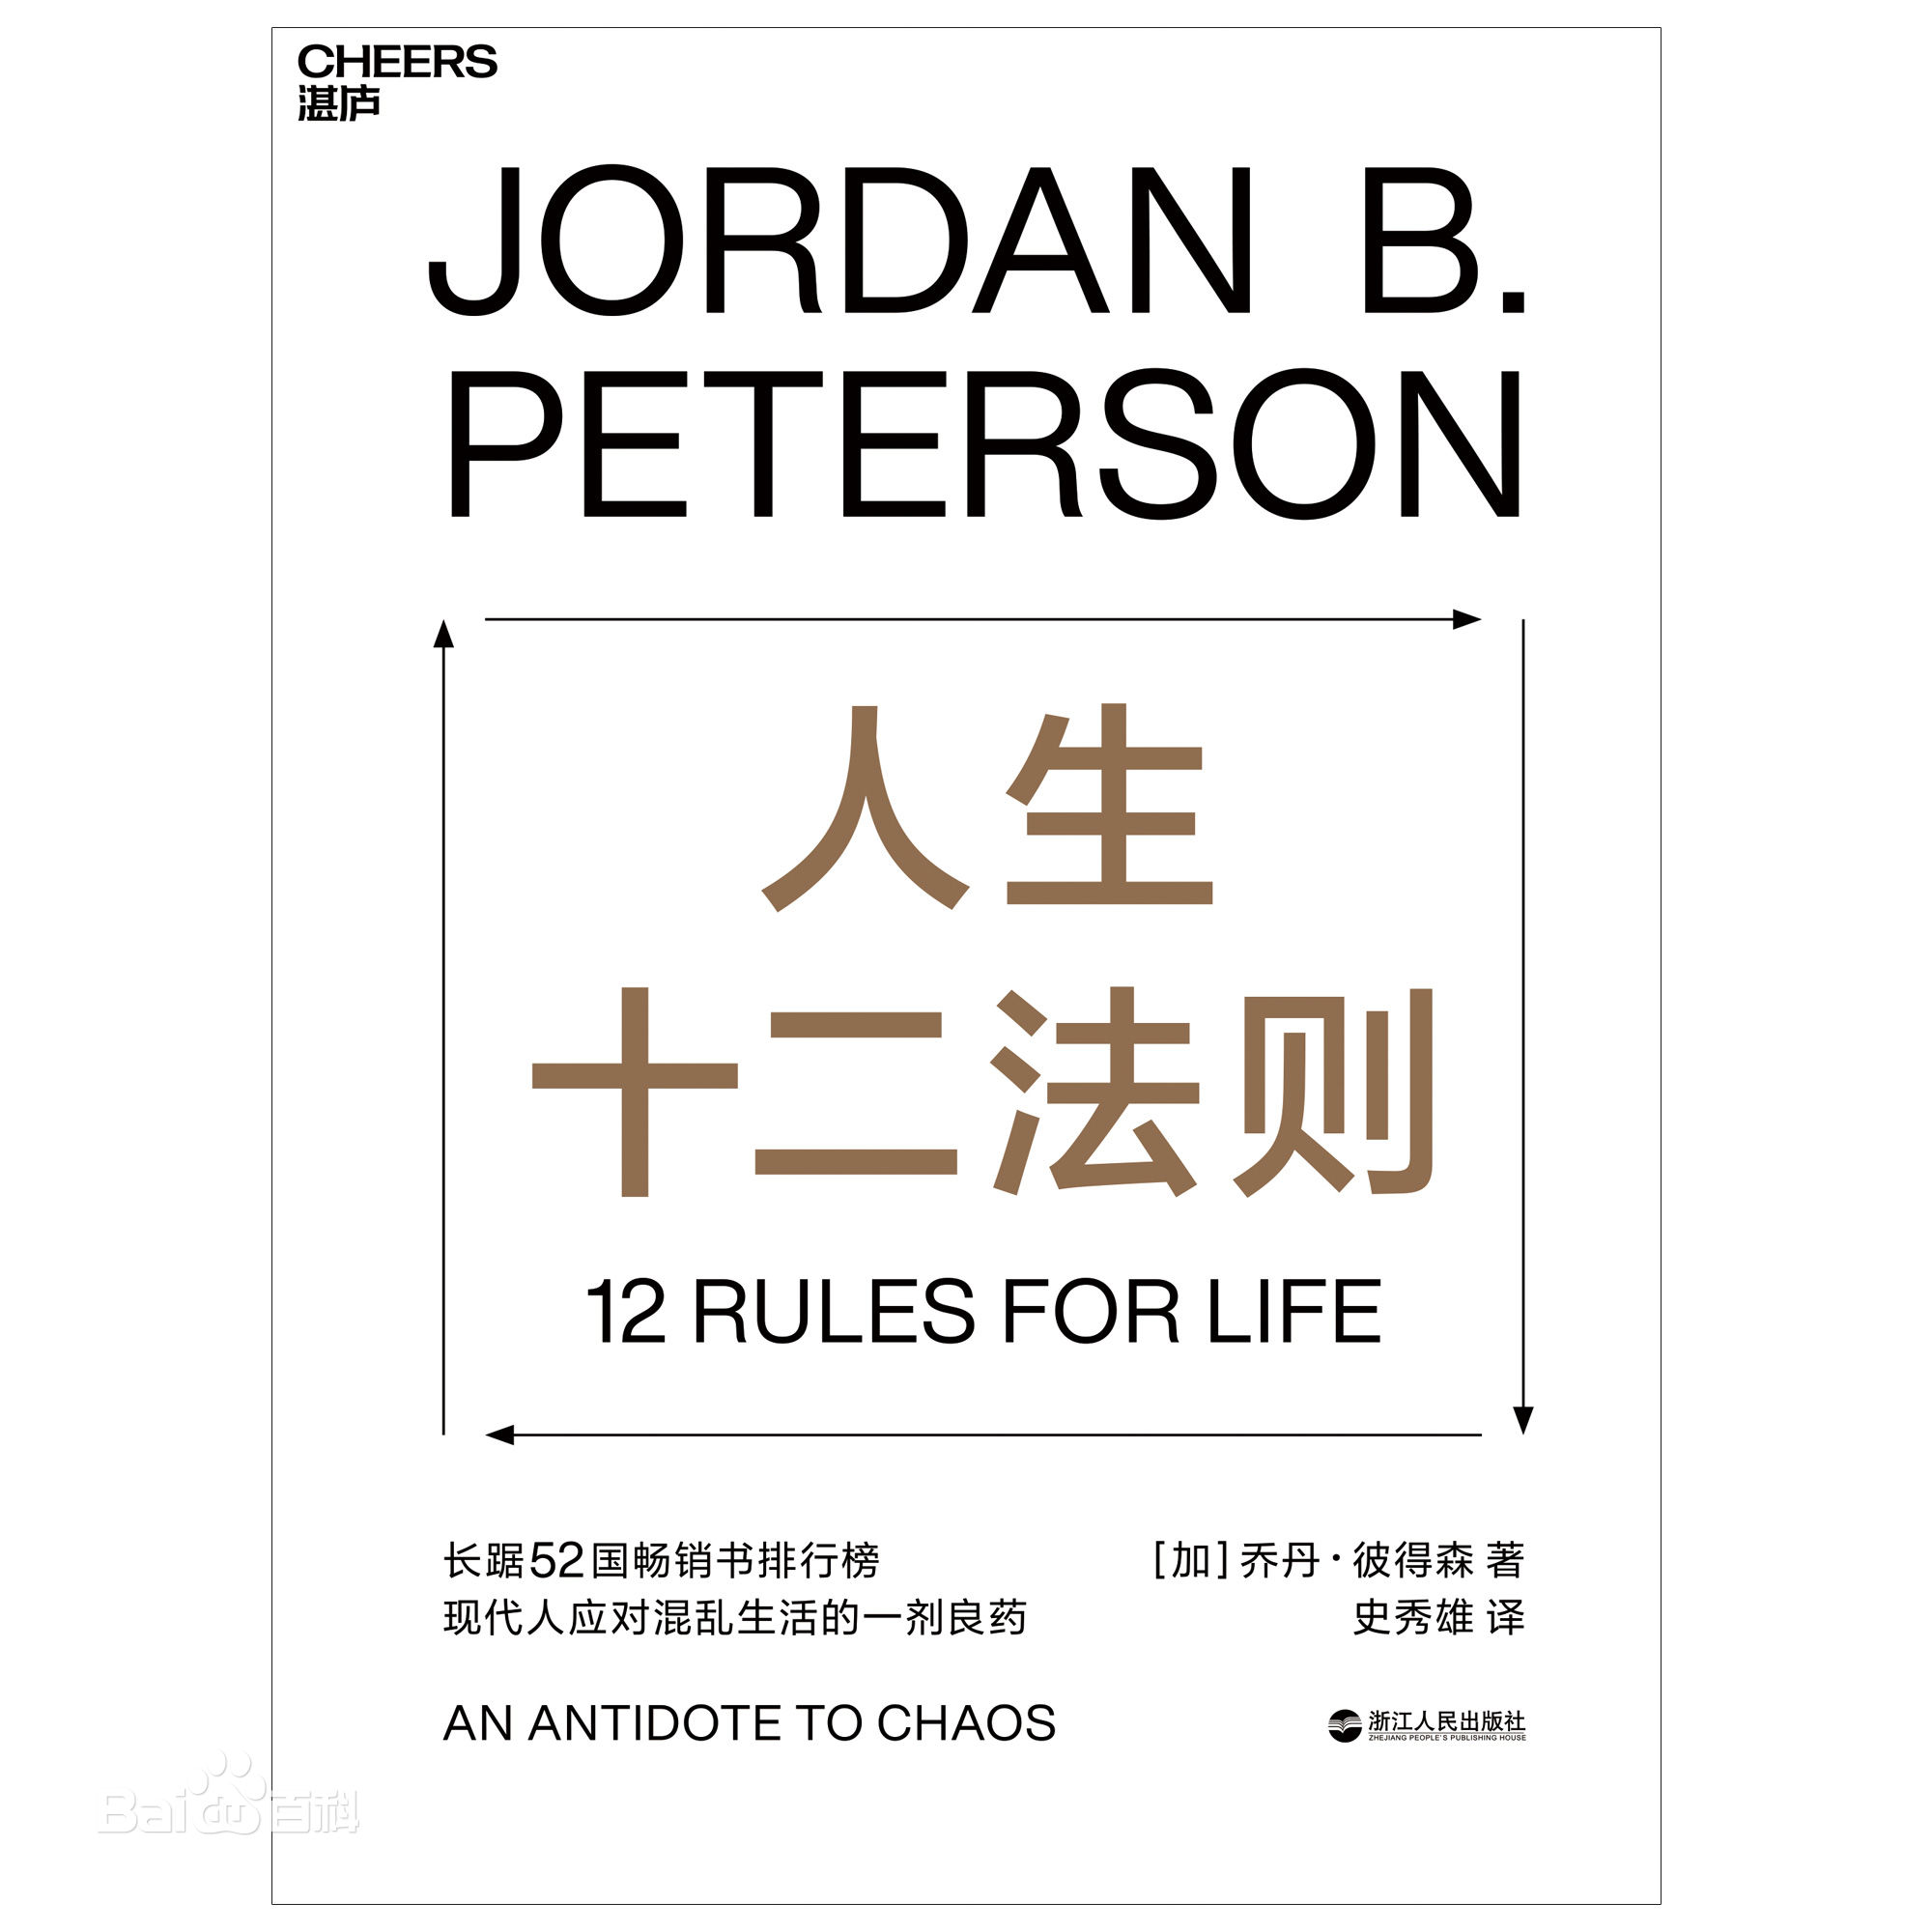 CHEERS
湛庐
JORDAN B.
PETERSON
人生
十二法则
12 RULES FOR LIFE
长踞52国畅销书排行榜
现代人应对混乱生活的一剂良药
[加] 乔丹·彼得森 著
史秀雄 译
AN ANTIDOTE TO CHAOS
浙江人民出版社
ZHEJIANG PEOPLE'S PUBLISHING HOUSE
Bai 百科